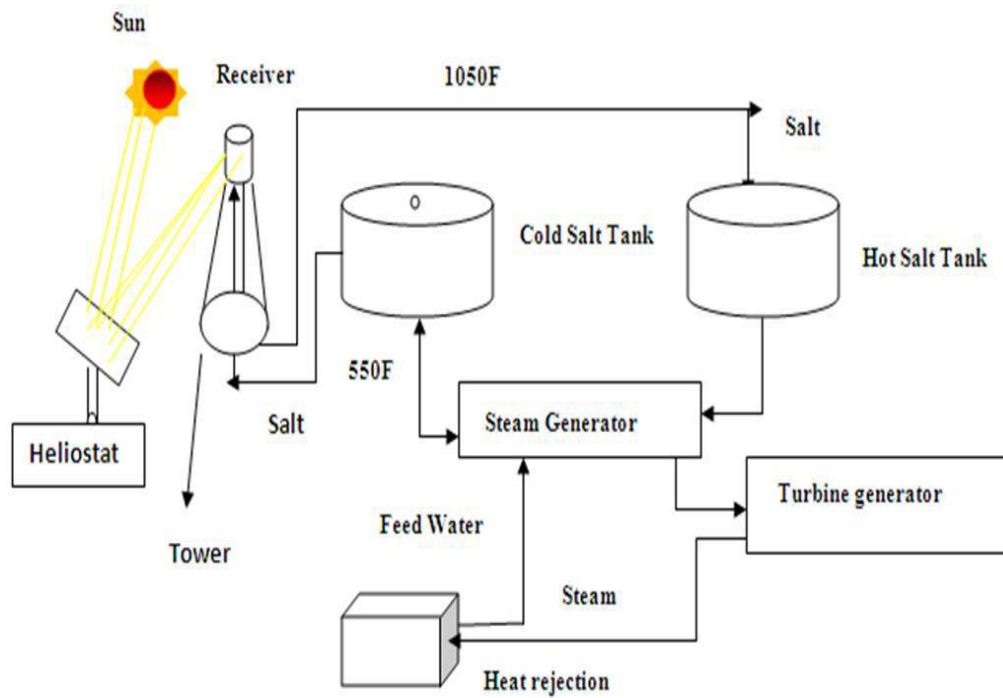 Sun
Receiver
1050F
Salt
Cold Salt Tank
Hot Salt Tank
550F
Salt
Steam Generator
Heliostat
Turbine generator
Feed Water
Tower
Steam
Heat rejection